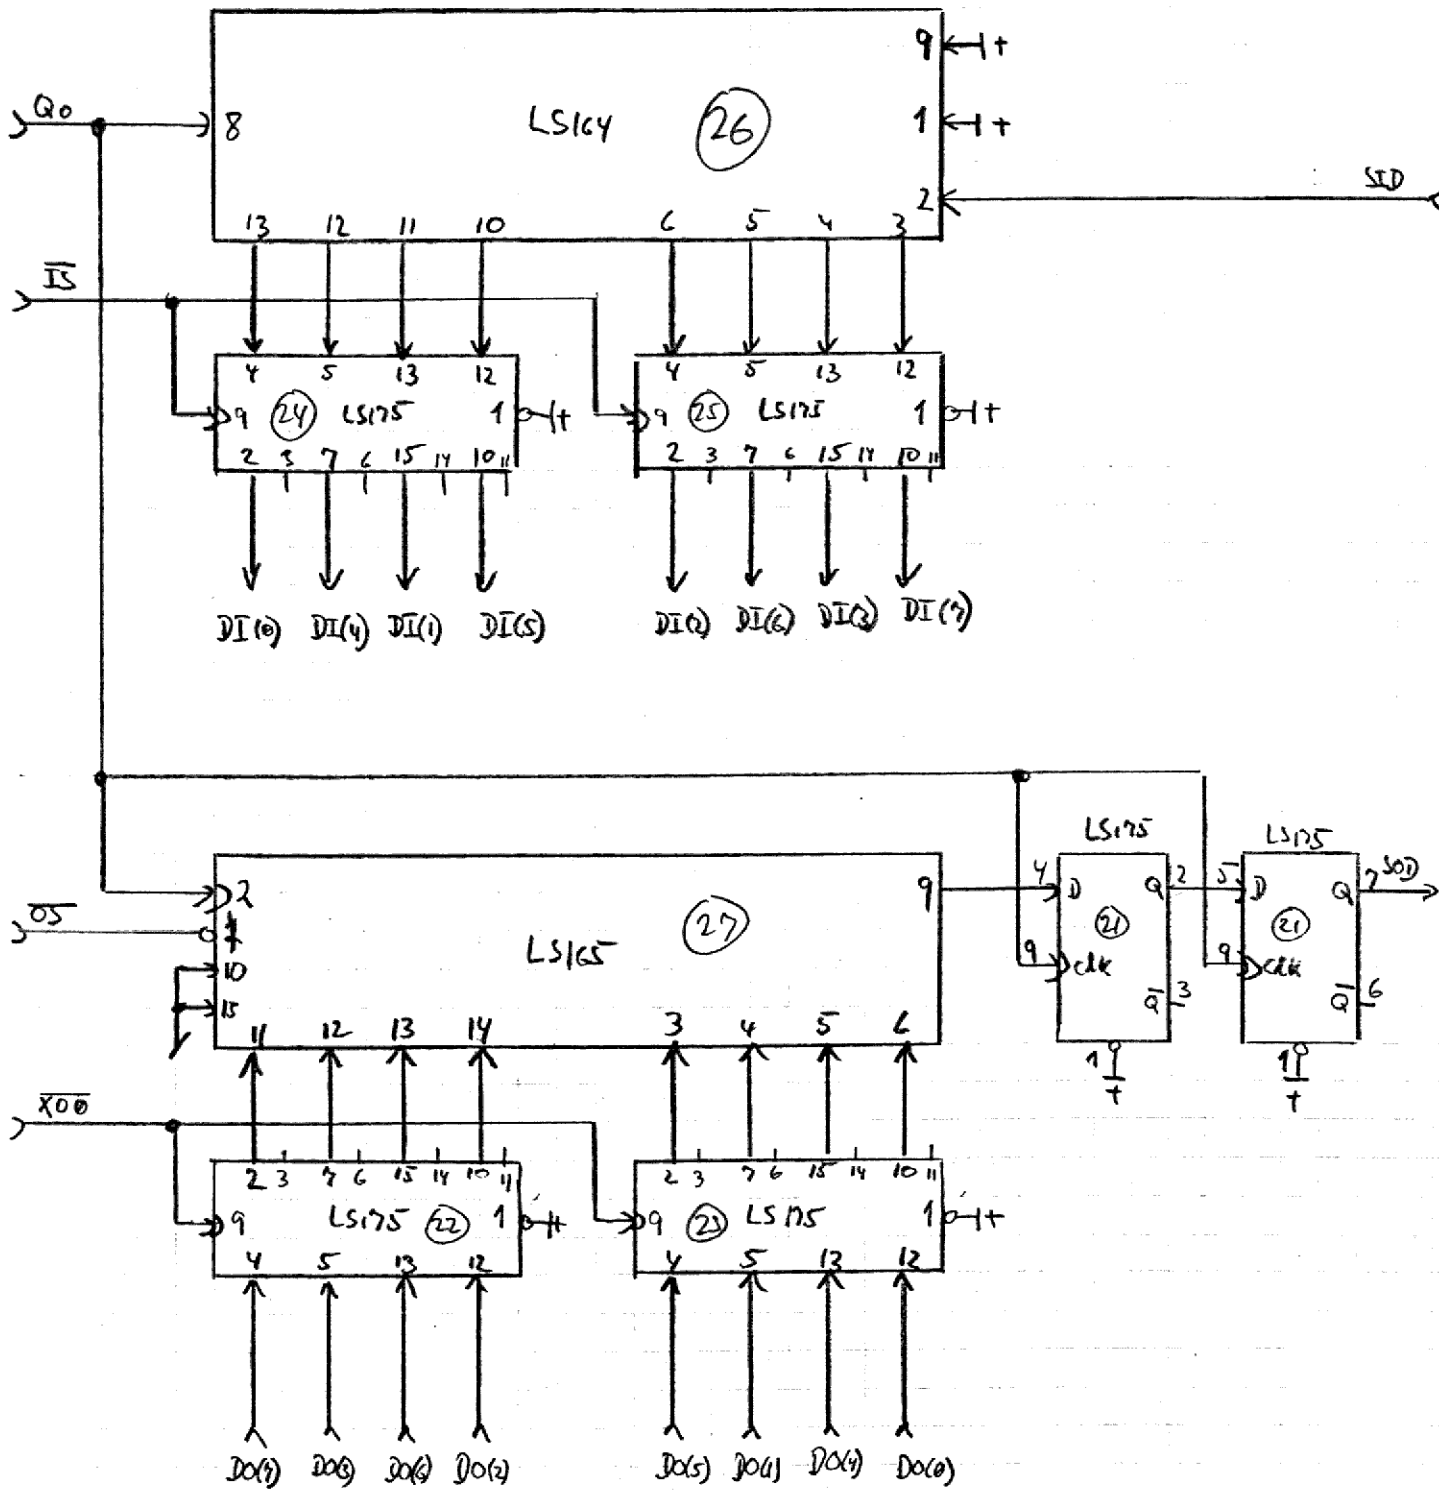 9 +
Q0 8 LS164 26 1 +
2 SID
13 12 11 10 6 5 4 3
IS
4 5 13 12 4 5 13 12
9 24 LS175 1 + 9 25 LS175 1 +
2 3 7 6 15 14 10 11 2 3 7 6 15 14 10 11
DI(0) DI(4) DI(1) DI(5) DI(2) DI(6) DI(3) DI(7)
LS175 LS175
2 9 4 D Q 2 5 D Q 7 SOD
OS LS165 27 21 21
10 9 clk 9 clk
15 Q 3 Q 6
11 12 13 14 3 4 5 6
1 + 1 +
X00
2 3 7 6 15 14 10 11 2 3 7 6 15 14 10 11
9 LS175 22 1 + 9 23 LS175 1 +
4 5 13 12 4 5 13 12
DO(7) DO(3) DO(6) DO(2) DO(5) DO(1) DO(4) DO(0)